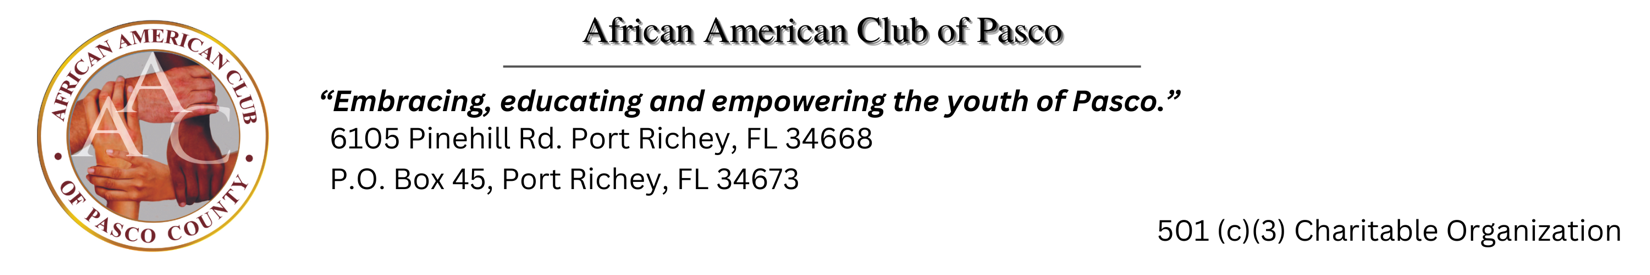 African American Club of Pasco
AFRICAN AMERICAN CLUB
OF PASCO COUNTY
AAC
“Embracing, educating and empowering the youth of Pasco.”
6105 Pinehill Rd. Port Richey, FL 34668
P.O. Box 45, Port Richey, FL 34673
501 (c)(3) Charitable Organization